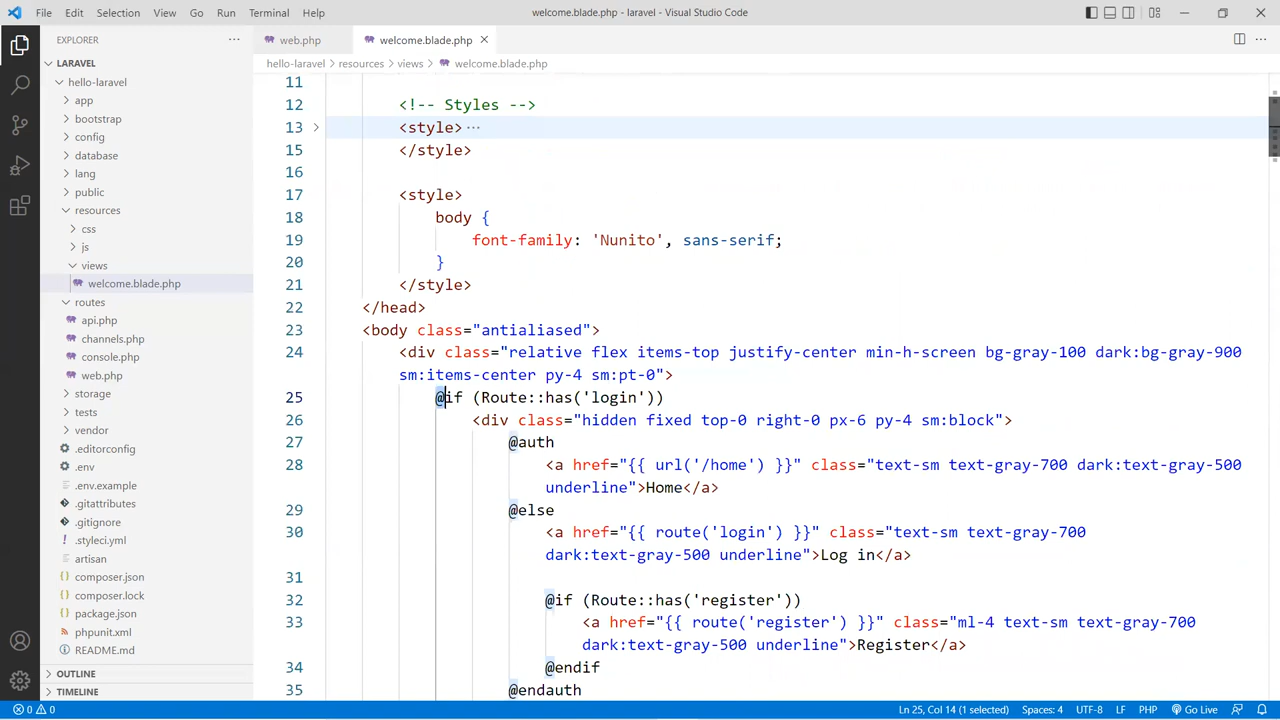 File Edit Selection View Go Run Terminal Help
welcome.blade.php - laravel - Visual Studio Code
EXPLORER
LARAVEL
hello-laravel
app
bootstrap
config
database
lang
public
resources
css
js
views
welcome.blade.php
routes
api.php
channels.php
console.php
web.php
storage
tests
vendor
.editorconfig
.env
.env.example
.gitattributes
.gitignore
.styleci.yml
artisan
composer.json
composer.lock
package.json
phpunit.xml
README.md
OUTLINE
TIMELINE
web.php welcome.blade.php
hello-laravel > resources > views > welcome.blade.php
11
12 <!-- Styles -->
13 <style> ...
15 </style>
16
17 <style>
18 body {
19 font-family: 'Nunito', sans-serif;
20 }
21 </style>
22 </head>
23 <body class="antialiased">
24 <div class="relative flex items-top justify-center min-h-screen bg-gray-100 dark:bg-gray-900
sm:items-center py-4 sm:pt-0">
25 @if (Route::has('login'))
26 <div class="hidden fixed top-0 right-0 px-6 py-4 sm:block">
27 @auth
28 <a href="{{ url('/home') }}" class="text-sm text-gray-700 dark:text-gray-500
underline">Home</a>
29 @else
30 <a href="{{ route('login') }}" class="text-sm text-gray-700
dark:text-gray-500 underline">Log in</a>
31
32 @if (Route::has('register'))
33 <a href="{{ route('register') }}" class="ml-4 text-sm text-gray-700
dark:text-gray-500 underline">Register</a>
34 @endif
35 @endauth
0 0 Ln 25, Col 14 (1 selected) Spaces: 4 UTF-8 LF PHP Go Live